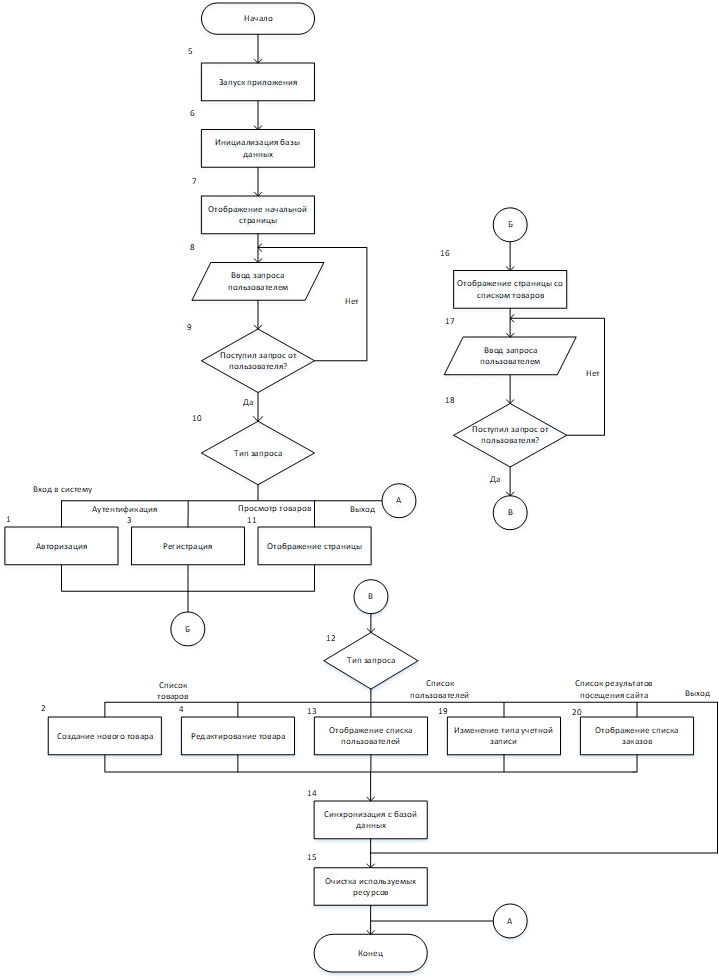 Начало
5
Запуск приложения
6
Инициализация базы
данных
7
Отображение начальной
страницы
8
Ввод запроса
пользователем
Нет
9
Поступил запрос от
пользователя?
Да
10
Тип запроса
Вход в систему
Аутентификация
Просмотр товаров
Выход
А
1
Авторизация
3
Регистрация
11
Отображение страницы
Б
Б
16
Отображение страницы со
списком товаров
17
Ввод запроса
пользователем
Нет
18
Поступил запрос от
пользователя?
Да
В
В
12
Тип запроса
Список
товаров
Список
пользователей
Список результатов
посещения сайта
Выход
2
Создание нового товара
4
Редактирование товара
13
Отображение списка
пользователей
19
Изменение типа учетной
записи
20
Отображение списка
заказов
14
Синхронизация с базой
данных
15
Очистка используемых
ресурсов
А
Конец